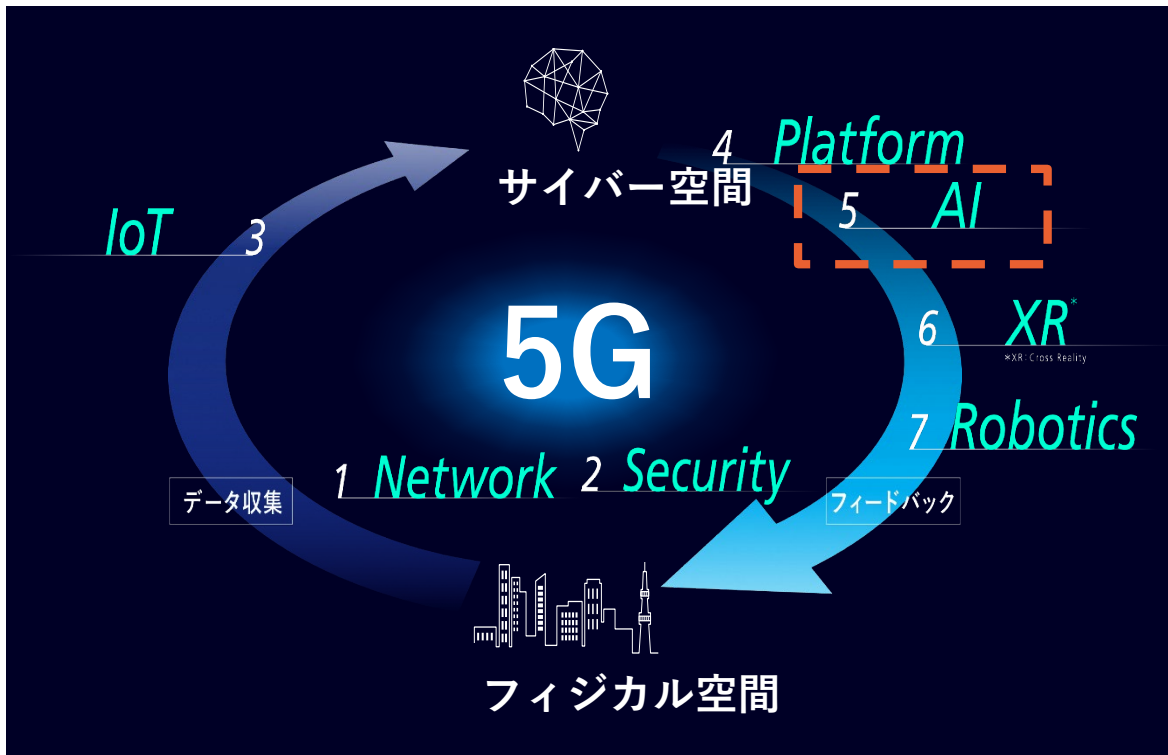 サイバー空間
4 Platform
5 AI
IoT 3
6 XR*
*XR:Cross Reality
5G
7 Robotics
1 Network 2 Security
データ収集
フィードバック
フィジカル空間